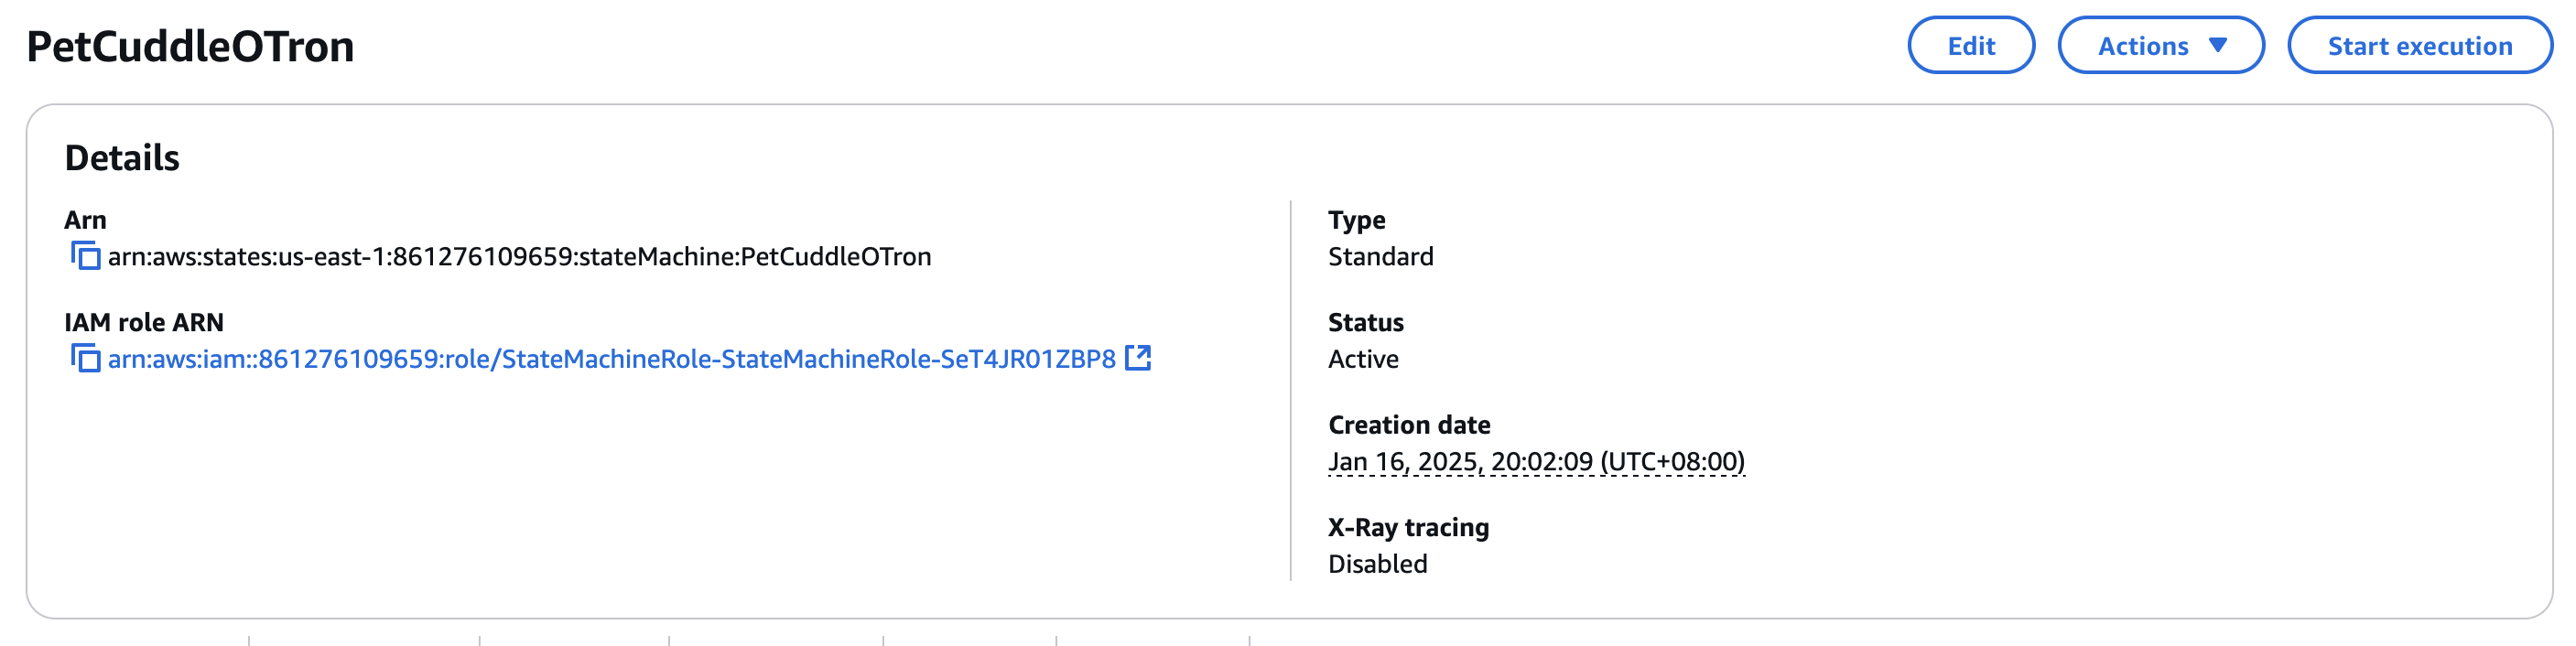 PetCuddleOTron
Edit
Actions
Start execution
Details
Arn
arn:aws:states:us-east-1:861276109659:stateMachine:PetCuddleOTron
IAM role ARN
arn:aws:iam::861276109659:role/StateMachineRole-StateMachineRole-SeT4JR01ZBP8
Type
Standard
Status
Active
Creation date
Jan 16, 2025, 20:02:09 (UTC+08:00)
X-Ray tracing
Disabled